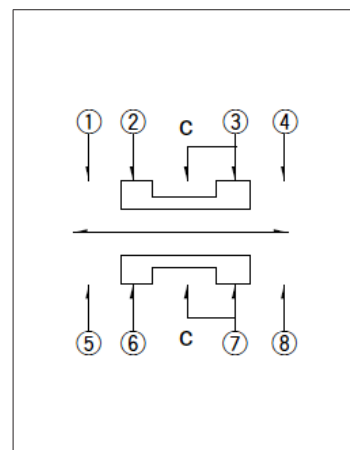 ① ② C ③ ④
⑤ ⑥ C ⑦ ⑧